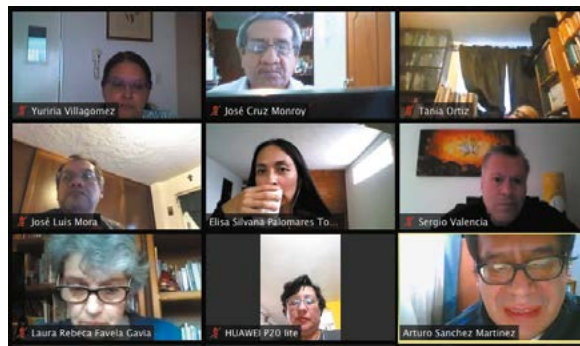 Yuriria Villagomez
José Cruz Monroy
Tania Ortiz
José Luis Mora
Elisa Silvana Palomares To...
Sergio Valencia
Laura Rebeca Favela Gavia
HUAWEI P20 lite
Arturo Sanchez Martinez